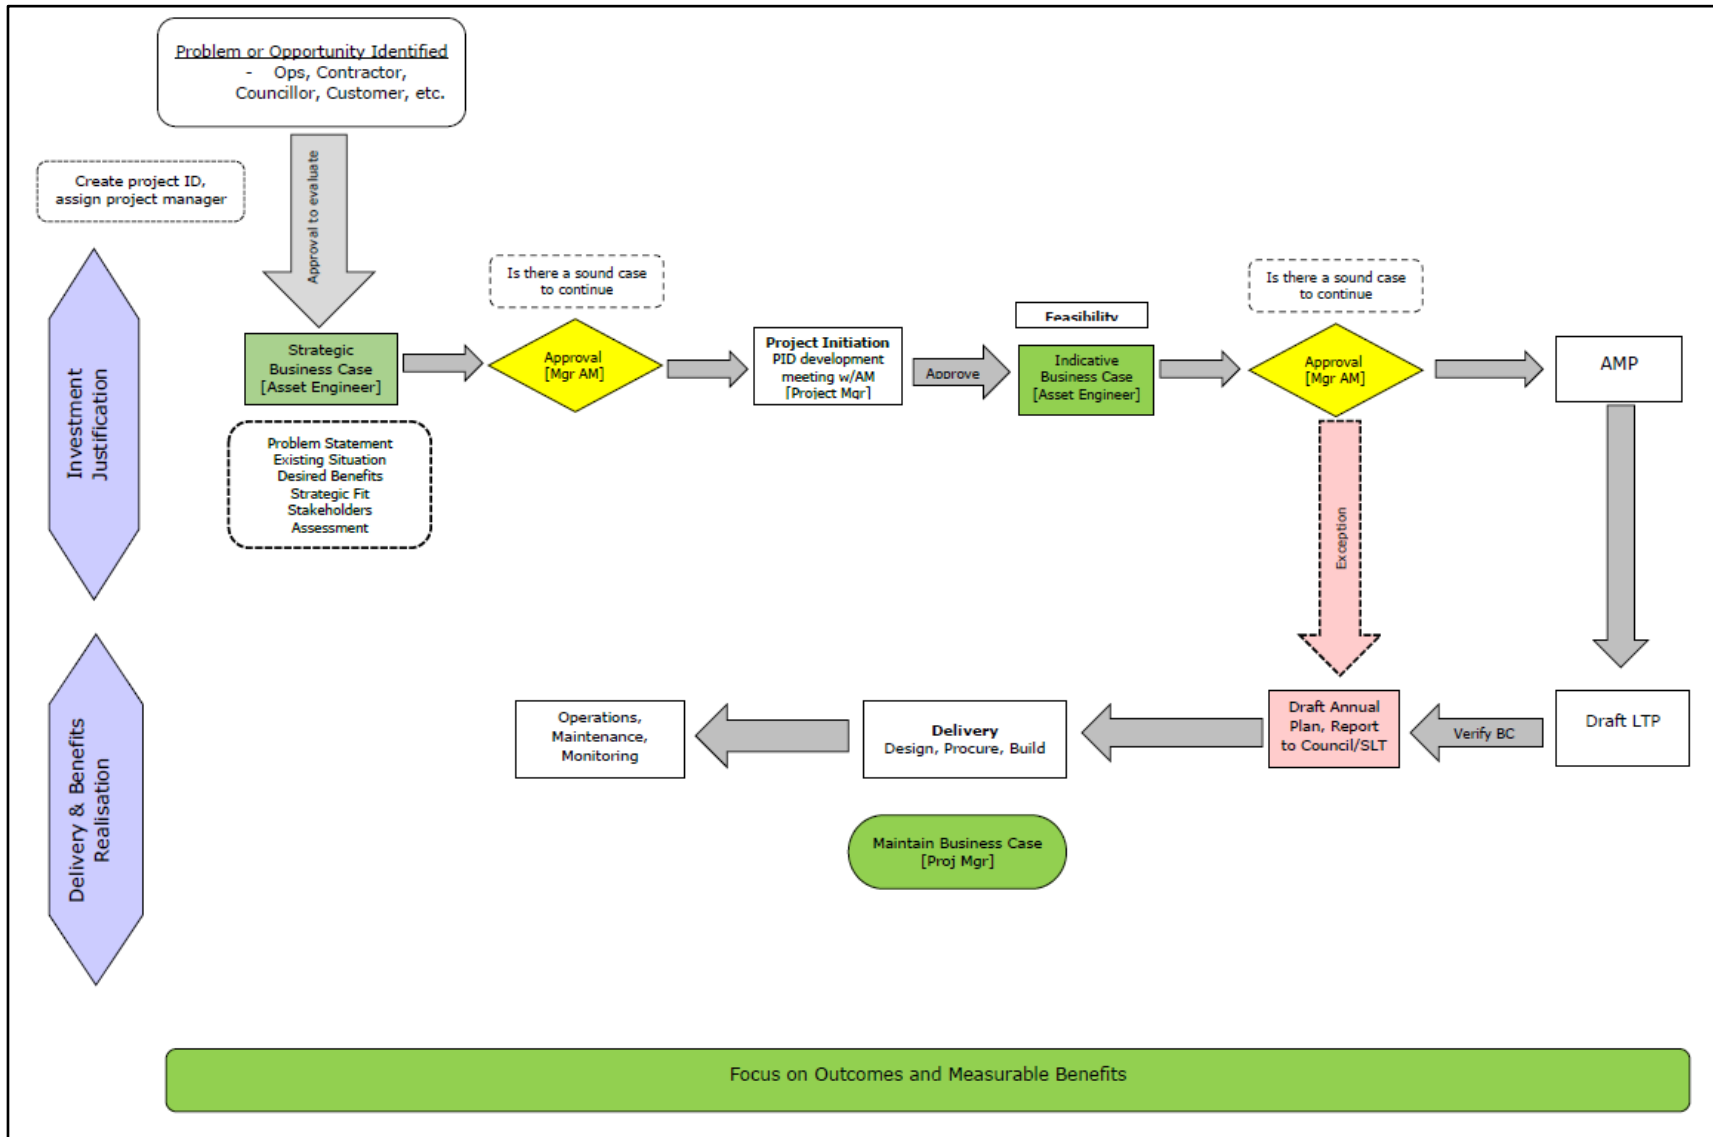 Problem or Opportunity Identified
- Ops, Contractor,
Councillor, Customer, etc.
Create project ID,
assign project manager
Approval to evaluate
Is there a sound case
to continue
Is there a sound case
to continue
Investment
Justification
Strategic
Business Case
[Asset Engineer]
Approval
[Mgr AM]
Project Initiation
PID development
meeting w/AM
[Project Mgr]
Approve
Feasibility
Indicative
Business Case
[Asset Engineer]
Approval
[Mgr AM]
AMP
Problem Statement
Existing Situation
Desired Benefits
Strategic Fit
Stakeholders
Assessment
Exception
Delivery & Benefits
Realisation
Operations,
Maintenance,
Monitoring
Delivery
Design, Procure, Build
Draft Annual
Plan, Report
to Council/SLT
Verify BC
Draft LTP
Maintain Business Case
[Proj Mgr]
Focus on Outcomes and Measurable Benefits